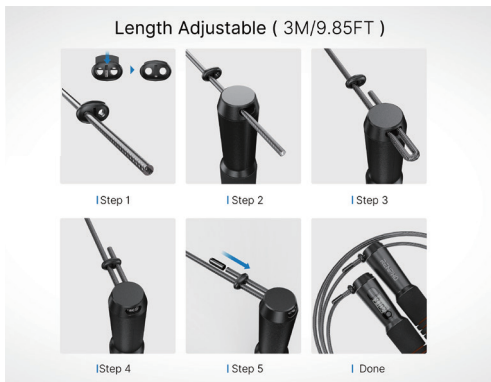 Length Adjustable ( 3M/9.85FT )
Step 1
Step 2
Step 3
Step 4
Step 5
Done